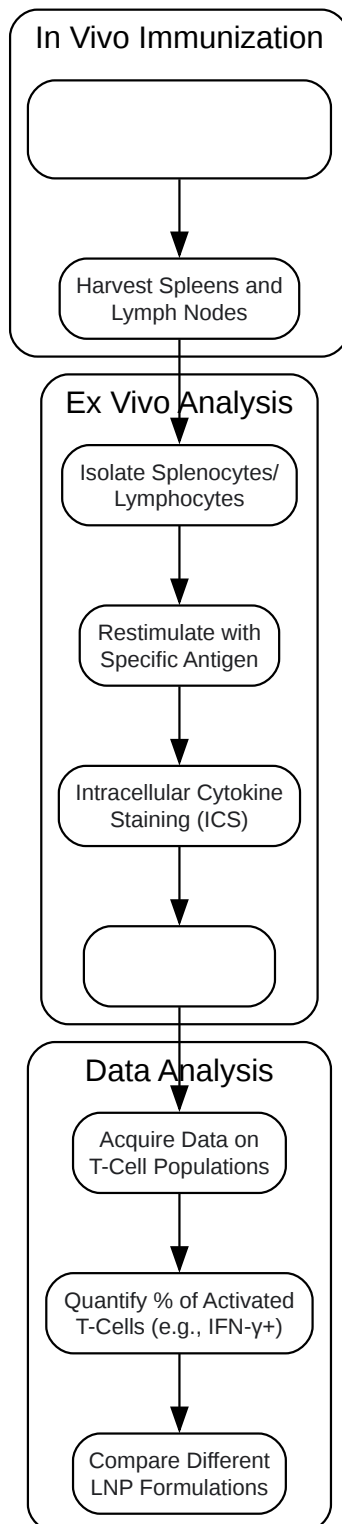 In Vivo Immunization
Harvest Spleens and
Lymph Nodes
Ex Vivo Analysis
Isolate Splenocytes/
Lymphocytes
Restimulate with
Specific Antigen
Intracellular Cytokine
Staining (ICS)
Data Analysis
Acquire Data on
T-Cell Populations
Quantify % of Activated
T-Cells (e.g., IFN-γ+)
Compare Different
LNP Formulations